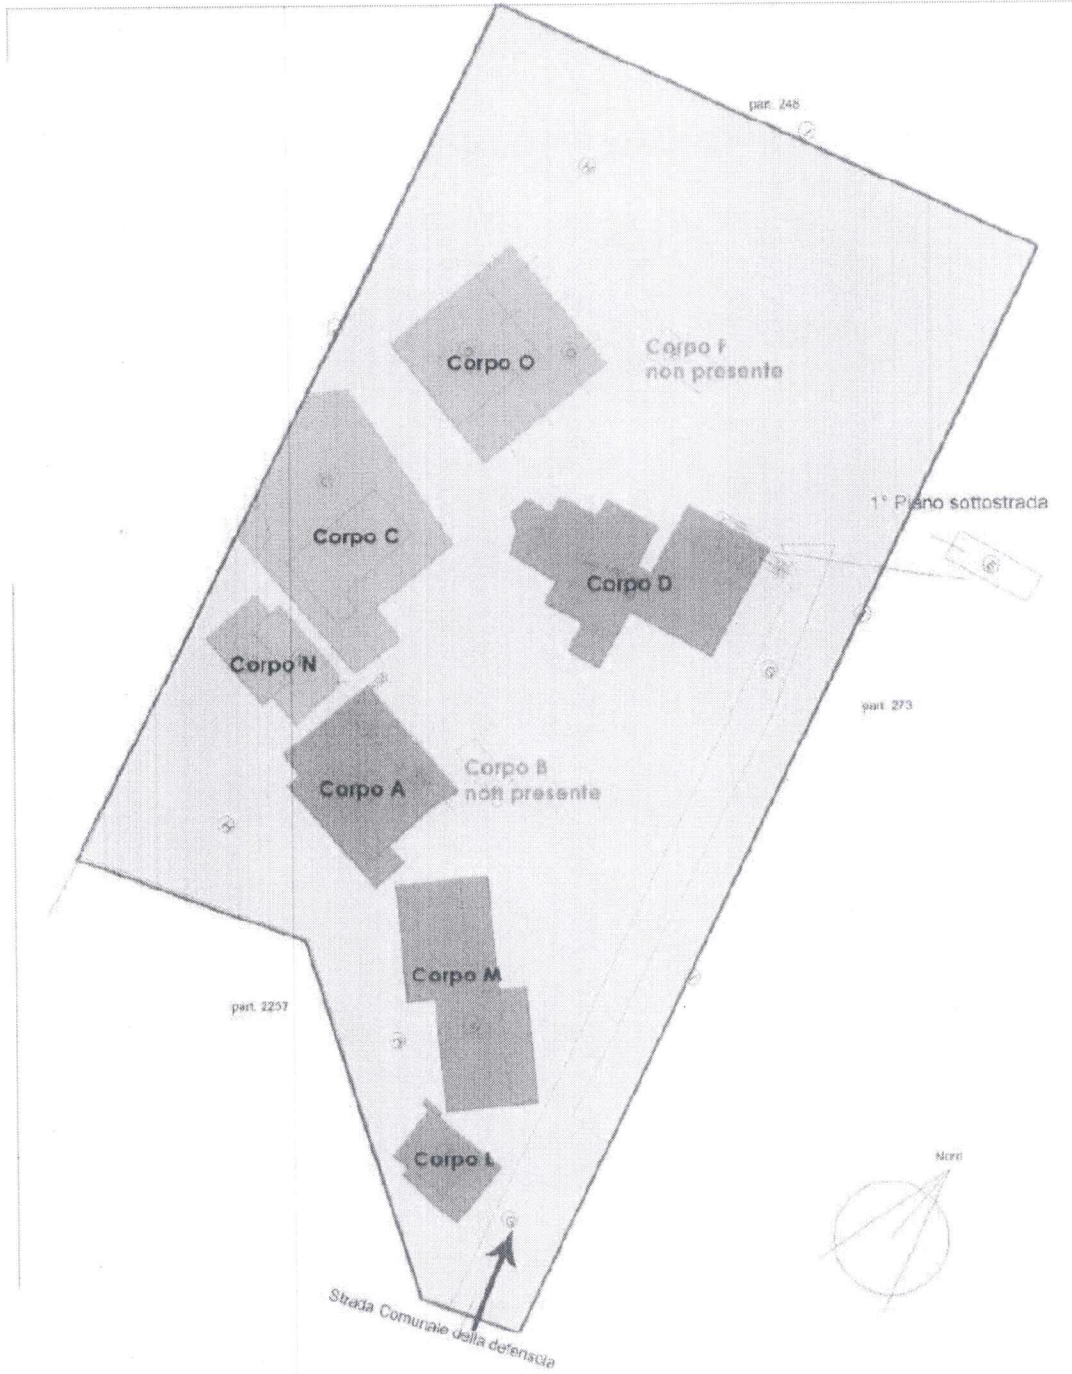 part. 248
Corpo O
Corpo F
non presente
1° Piano sottostrada
Corpo C
Corpo D
Corpo N
part. 273
Corpo A
Corpo B
non presente
Corpo M
part. 2257
Corpo L
Nord
Strada Comunale della defenscia